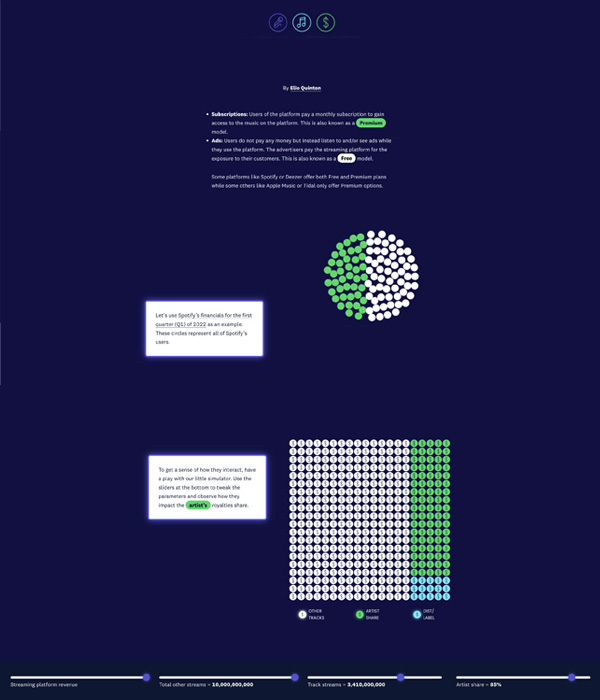 By Elio Quinton
• Subscriptions: Users of the platform pay a monthly subscription to gain
access to the music on the platform. This is also known as a Premium
model.
• Ads: Users do not pay any money but instead listen to and/or see ads while
they use the platform. The advertisers pay the streaming platform for the
exposure to their customers. This is also known as a Free model.
Some platforms like Spotify or Deezer offer both Free and Premium plans
while some others like Apple Music or Tidal only offer Premium options.
Let's use Spotify's financials for the first
quarter (Q1) of 2022 as an example.
These circles represent all of Spotify's
users.
To get a sense of how they interact, have
a play with our little simulator. Use the
sliders at the bottom to tweak the
parameters and observe how they
impact the artist's royalties share.
OTHER
TRACKS
ARTIST
SHARE
DIST/
LABEL
Streaming platform revenue
Total other streams ~ 10,000,000,000
Track streams ~ 3,410,000,000
Artist share ~ 85%